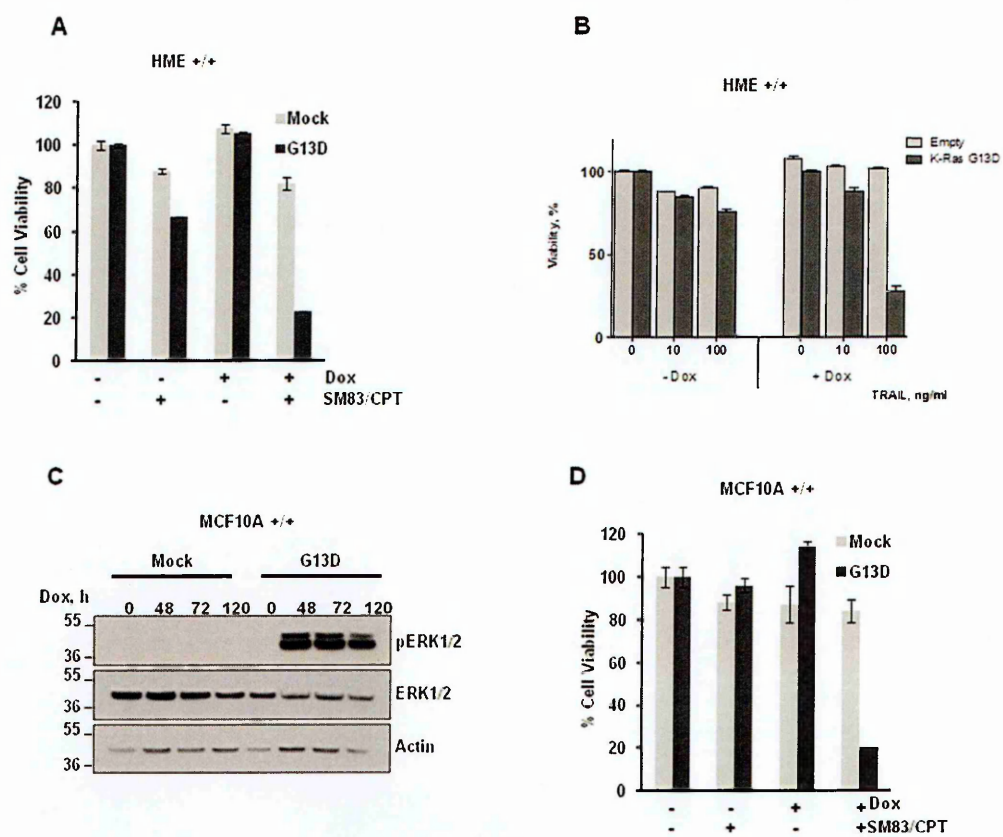 A
HME +/+
120
100
80
60
40
20
0
% Cell Viability
Mock
G13D
- - + + Dox
- + - + SM83/CPT
B
HME +/+
Empty
K-Ras G13D
100
50
0
Viability, %
0 10 100 0 10 100
-Dox + Dox
TRAIL, ng/ml
C
MCF10A +/+
Mock G13D
Dox, h 0 48 72 120 0 48 72 120
55
36
pERK1/2
55
36
ERK1/2
55
36
Actin
D
MCF10A +/+
120
100
80
60
40
20
0
% Cell Viability
Mock
G13D
- - + + Dox
- + - + SM83/CPT